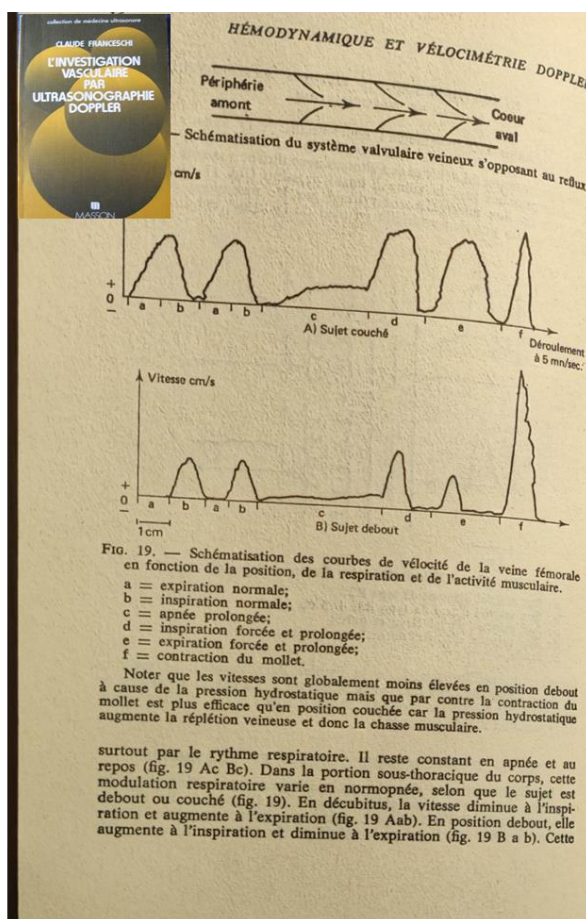 collection de médecine ultrasonore
CLAUDE FRANCESCHI
L'INVESTIGATION
VASCULAIRE
PAR
ULTRASONOGRAPHIE
DOPPLER
MASSON
HÉMODYNAMIQUE ET VÉLOCIMÉTRIE DOPPLER
Périphérie
amont
Coeur
aval
— Schématisation du système valvulaire veineux s'opposant au reflux
cm/s
+
0
−
a b a b c d e f
A) Sujet couché
Déroulement
à 5 mn/sec.
Vitesse cm/s
+
0
−
a b a b c d e f
1 cm
B) Sujet debout
FIG. 19. — Schématisation des courbes de vélocité de la veine fémorale
en fonction de la position, de la respiration et de l'activité musculaire.
a = expiration normale;
b = inspiration normale;
c = apnée prolongée;
d = inspiration forcée et prolongée;
e = expiration forcée et prolongée;
f = contraction du mollet.
Noter que les vitesses sont globalement moins élevées en position debout
à cause de la pression hydrostatique mais que par contre la contraction du
mollet est plus efficace qu'en position couchée car la pression hydrostatique
augmente la réplétion veineuse et donc la chasse musculaire.
surtout par le rythme respiratoire. Il reste constant en apnée et au
repos (fig. 19 Ac Bc). Dans la portion sous-thoracique du corps, cette
modulation respiratoire varie en normopnée, selon que le sujet est
debout ou couché (fig. 19). En décubitus, la vitesse diminue à l'inspi-
ration et augmente à l'expiration (fig. 19 Aab). En position debout, elle
augmente à l'inspiration et diminue à l'expiration (fig. 19 B a b). Cette